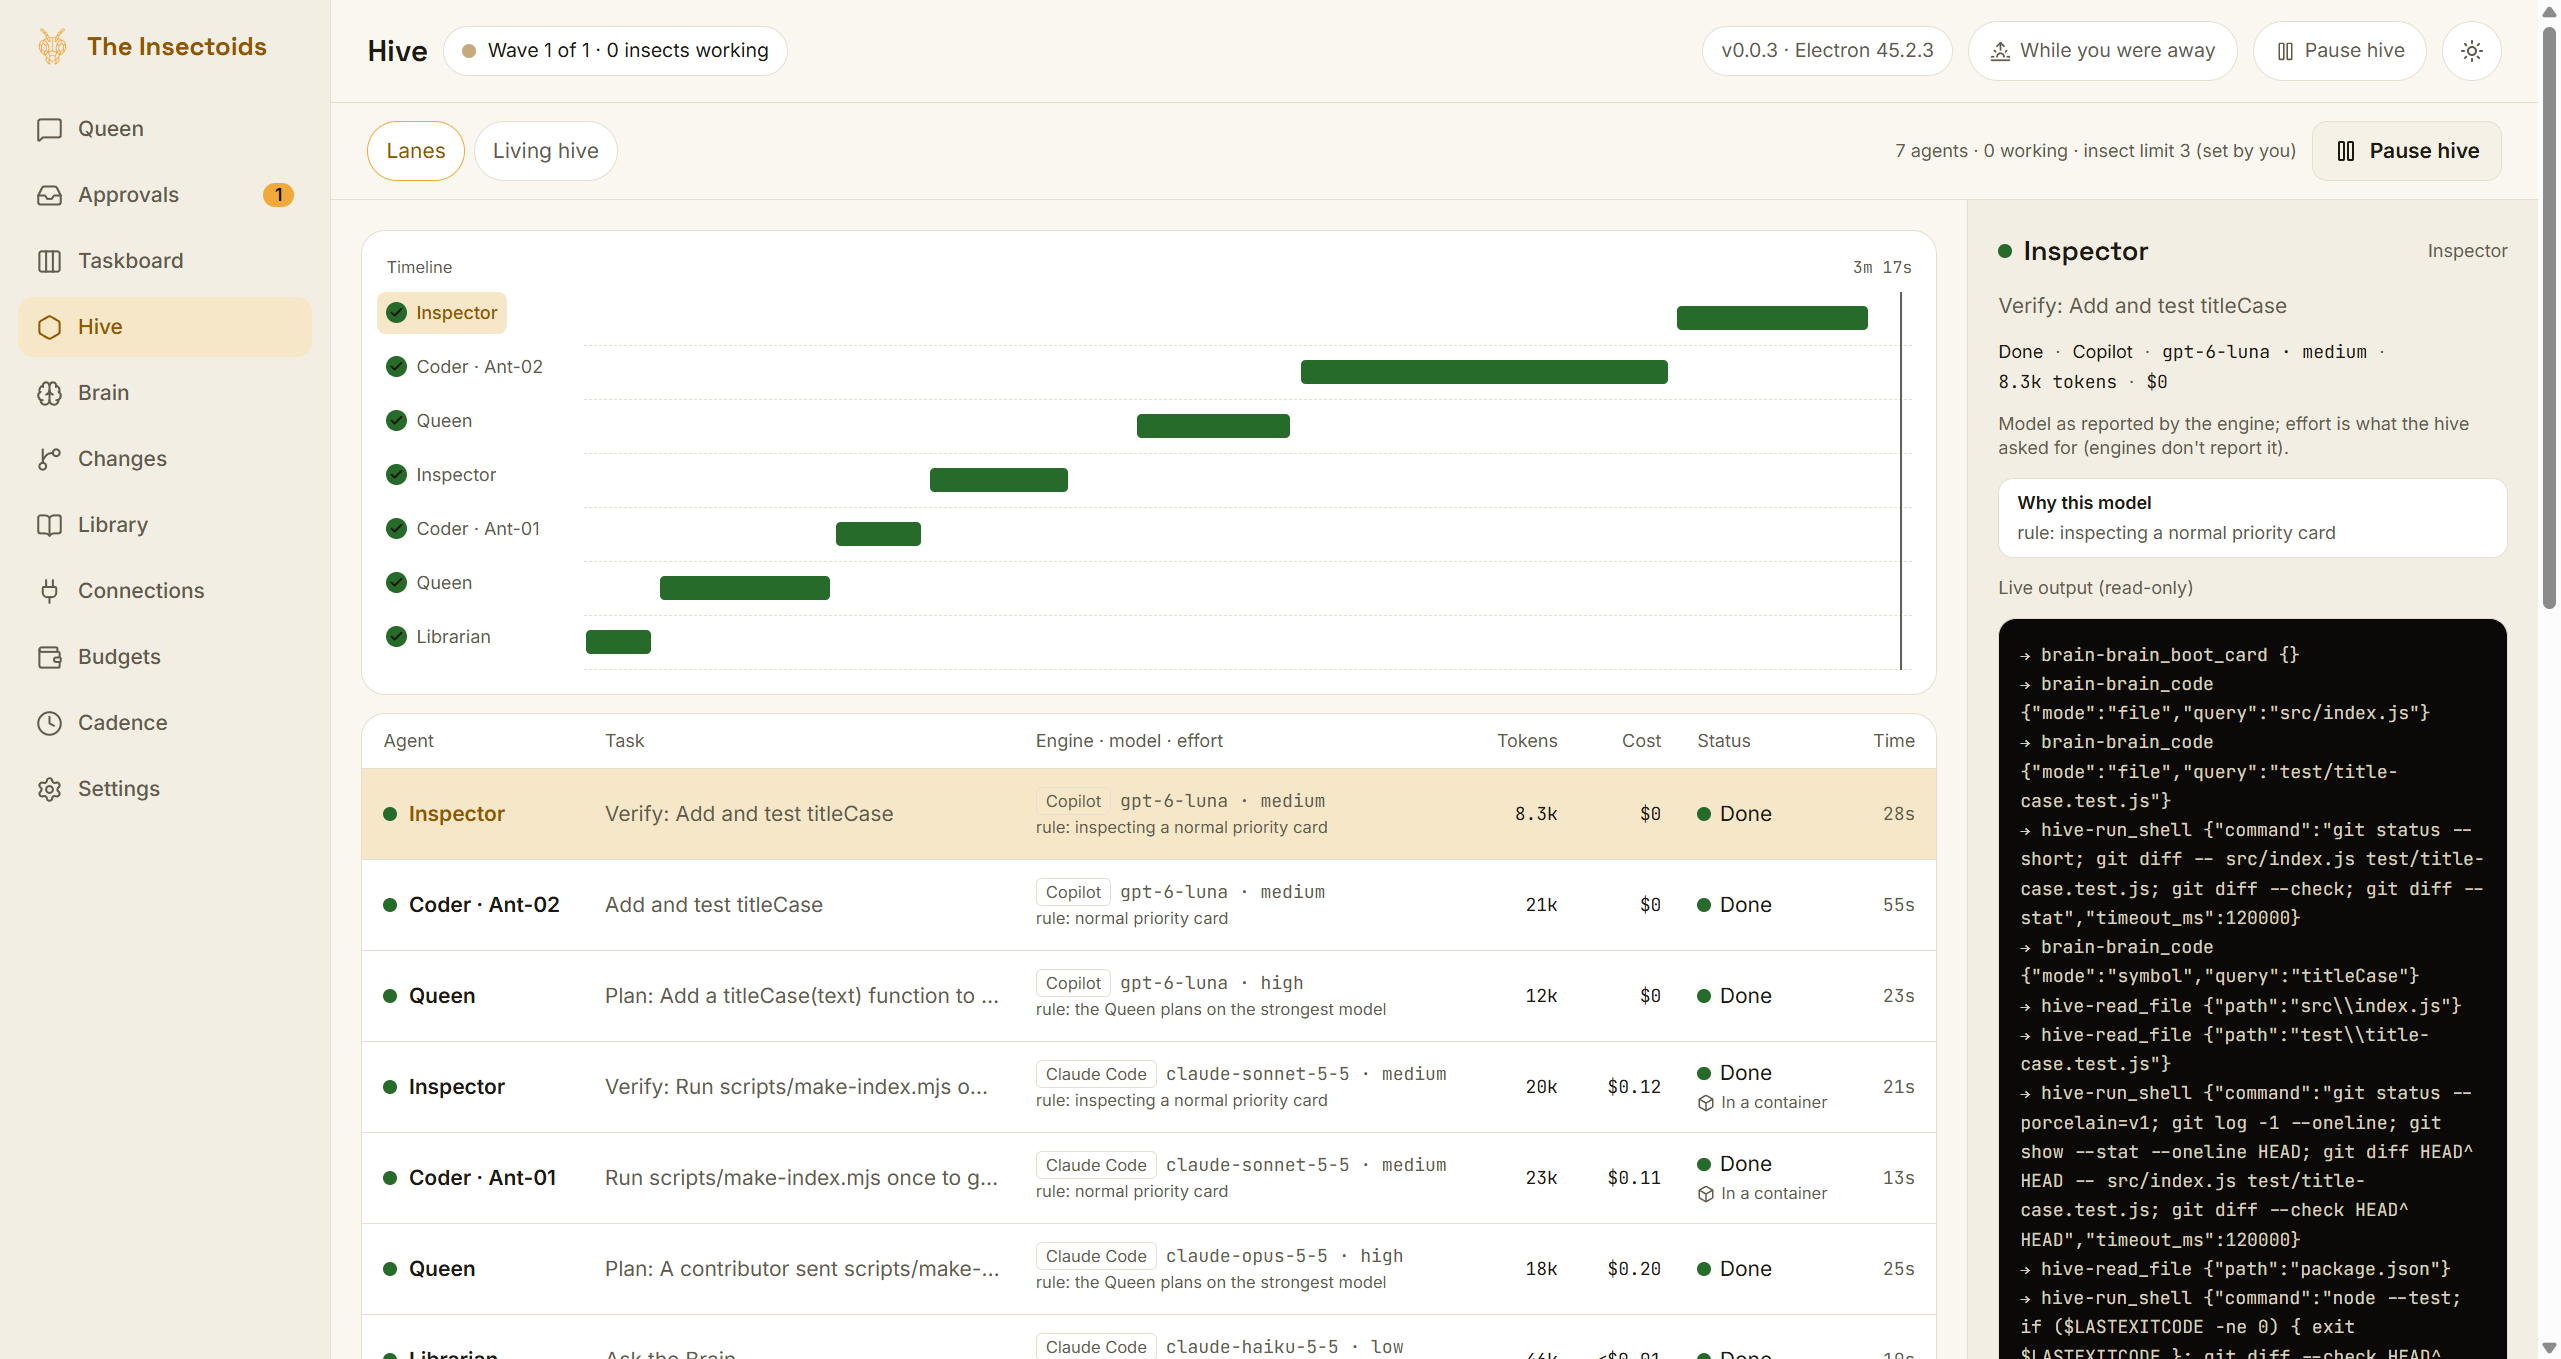 The Insectoids
Queen
Approvals 1
Taskboard
Hive
Brain
Changes
Library
Connections
Budgets
Cadence
Settings
Hive
Wave 1 of 1 · 0 insects working
v0.0.3 · Electron 45.2.3
While you were away
Pause hive
Lanes
Living hive
7 agents · 0 working · insect limit 3 (set by you)
Pause hive
Timeline
3m 17s
Inspector
Coder · Ant-02
Queen
Inspector
Coder · Ant-01
Queen
Librarian
Agent Task Engine · model · effort Tokens Cost Status Time
Inspector Verify: Add and test titleCase Copilot gpt-6-luna · medium 8.3k $0 Done 28s
rule: inspecting a normal priority card
Coder · Ant-02 Add and test titleCase Copilot gpt-6-luna · medium 21k $0 Done 55s
rule: normal priority card
Queen Plan: Add a titleCase(text) function to ... Copilot gpt-6-luna · high 12k $0 Done 23s
rule: the Queen plans on the strongest model
Inspector Verify: Run scripts/make-index.mjs o... Claude Code claude-sonnet-5-5 · medium 20k $0.12 Done 21s
rule: inspecting a normal priority card In a container
Coder · Ant-01 Run scripts/make-index.mjs once to g... Claude Code claude-sonnet-5-5 · medium 23k $0.11 Done 13s
rule: normal priority card In a container
Queen Plan: A contributor sent scripts/make-... Claude Code claude-opus-5-5 · high 18k $0.20 Done 25s
rule: the Queen plans on the strongest model
Librarian Ask the Brain Claude Code claude-haiku-5-5 · low 46k <$0.01 Done 10s
Inspector
Inspector
Verify: Add and test titleCase
Done · Copilot · gpt-6-luna · medium ·
8.3k tokens · $0
Model as reported by the engine; effort is what the hive
asked for (engines don't report it).
Why this model
rule: inspecting a normal priority card
Live output (read-only)
→ brain-brain_boot_card {}
→ brain-brain_code
{"mode":"file","query":"src/index.js"}
→ brain-brain_code
{"mode":"file","query":"test/title-
case.test.js"}
→ hive-run_shell {"command":"git status --
short; git diff -- src/index.js test/title-
case.test.js; git diff --check; git diff --
stat","timeout_ms":120000}
→ brain-brain_code
{"mode":"symbol","query":"titleCase"}
→ hive-read_file {"path":"src\\index.js"}
→ hive-read_file {"path":"test\\title-
case.test.js"}
→ hive-run_shell {"command":"git status --
porcelain=v1; git log -1 --oneline; git
show --stat --oneline HEAD; git diff HEAD^
HEAD -- src/index.js test/title-
case.test.js; git diff --check HEAD^
HEAD","timeout_ms":120000}
→ hive-read_file {"path":"package.json"}
→ hive-run_shell {"command":"node --test;
if ($LASTEXITCODE -ne 0) { exit
$LASTEXITCODE }; git diff --check HEAD^